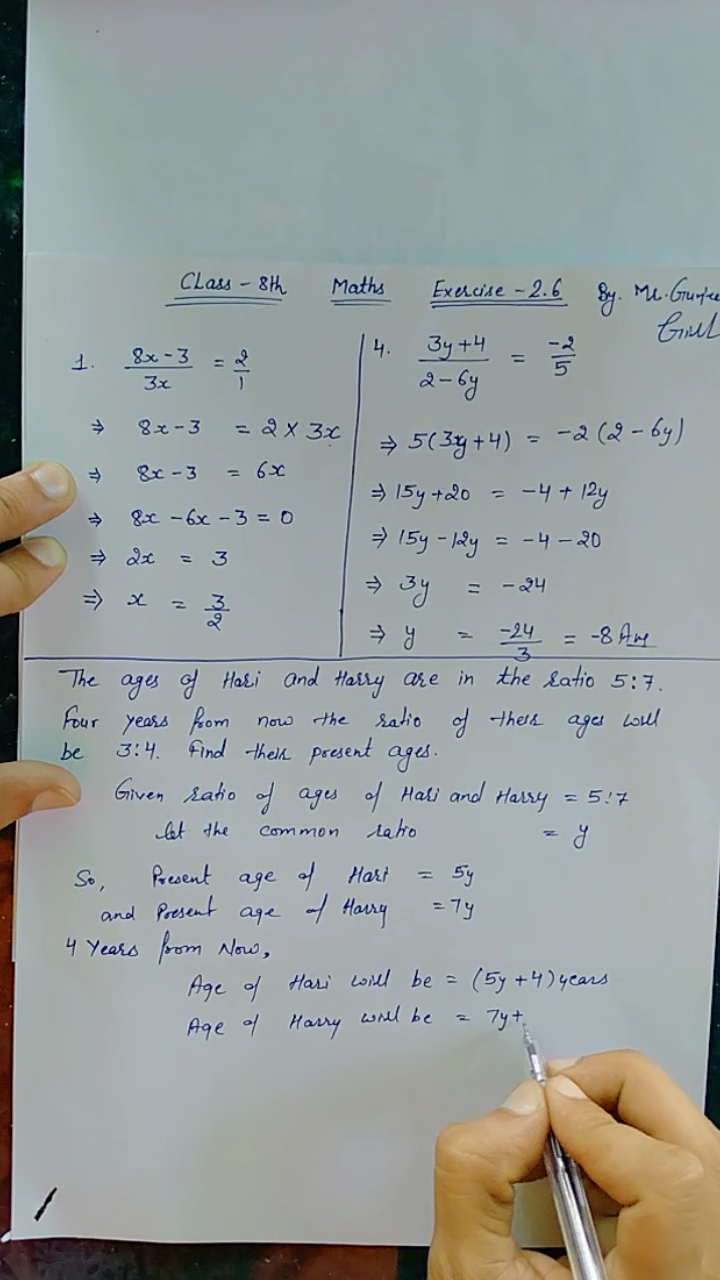 Class - 8th Maths Exercise - 2.6 By. Mr. Gurjee
Gill
1. (8x - 3)/(3x) = 2/1
⇒ 8x - 3 = 2 × 3x
⇒ 8x - 3 = 6x
⇒ 8x - 6x - 3 = 0
⇒ 2x = 3
⇒ x = 3/2
4. (3y + 4)/(2 - 6y) = -2/5
⇒ 5(3y + 4) = -2(2 - 6y)
⇒ 15y + 20 = -4 + 12y
⇒ 15y - 12y = -4 - 20
⇒ 3y = -24
⇒ y = -24/3 = -8 Ans
The ages of Hari and Harry are in the ratio 5:7.
Four years from now the ratio of their ages will
be 3:4. Find their present ages.
Given ratio of ages of Hari and Harry = 5:7
let the common ratio = y
So, Present age of Hari = 5y
and Present age of Harry = 7y
4 Years from Now,
Age of Hari will be = (5y + 4) years
Age of Harry will be = 7y +